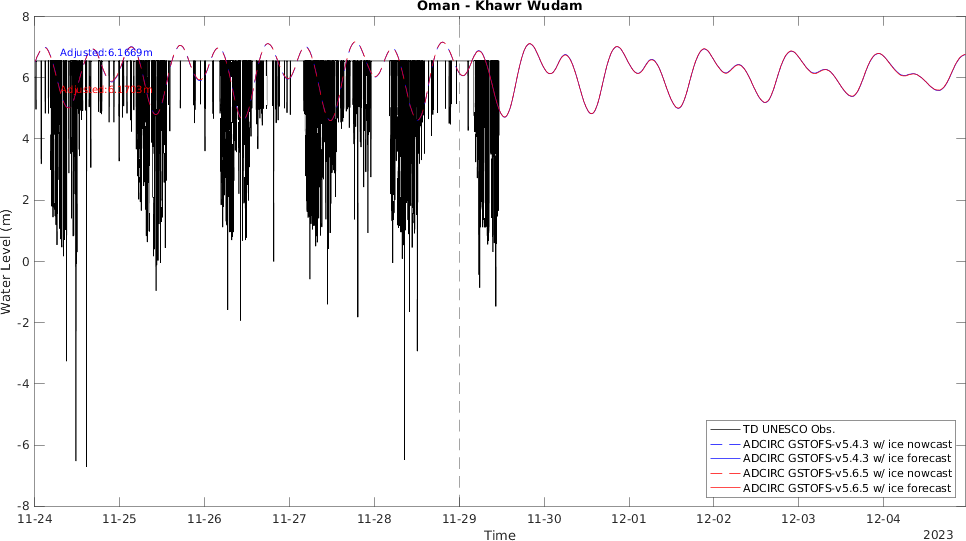 Oman - Khawr Wudam
8
6
4
2
0
-2
-4
-6
-8
Water Level (m)
Adjusted:6.1669m
Adjusted:6.1713m
TD UNESCO Obs.
ADCIRC GSTOFS-v5.4.3 w/ ice nowcast
ADCIRC GSTOFS-v5.4.3 w/ ice forecast
ADCIRC GSTOFS-v5.6.5 w/ ice nowcast
ADCIRC GSTOFS-v5.6.5 w/ ice forecast
11-24 11-25 11-26 11-27 11-28 11-29 11-30 12-01 12-02 12-03 12-04
Time
2023